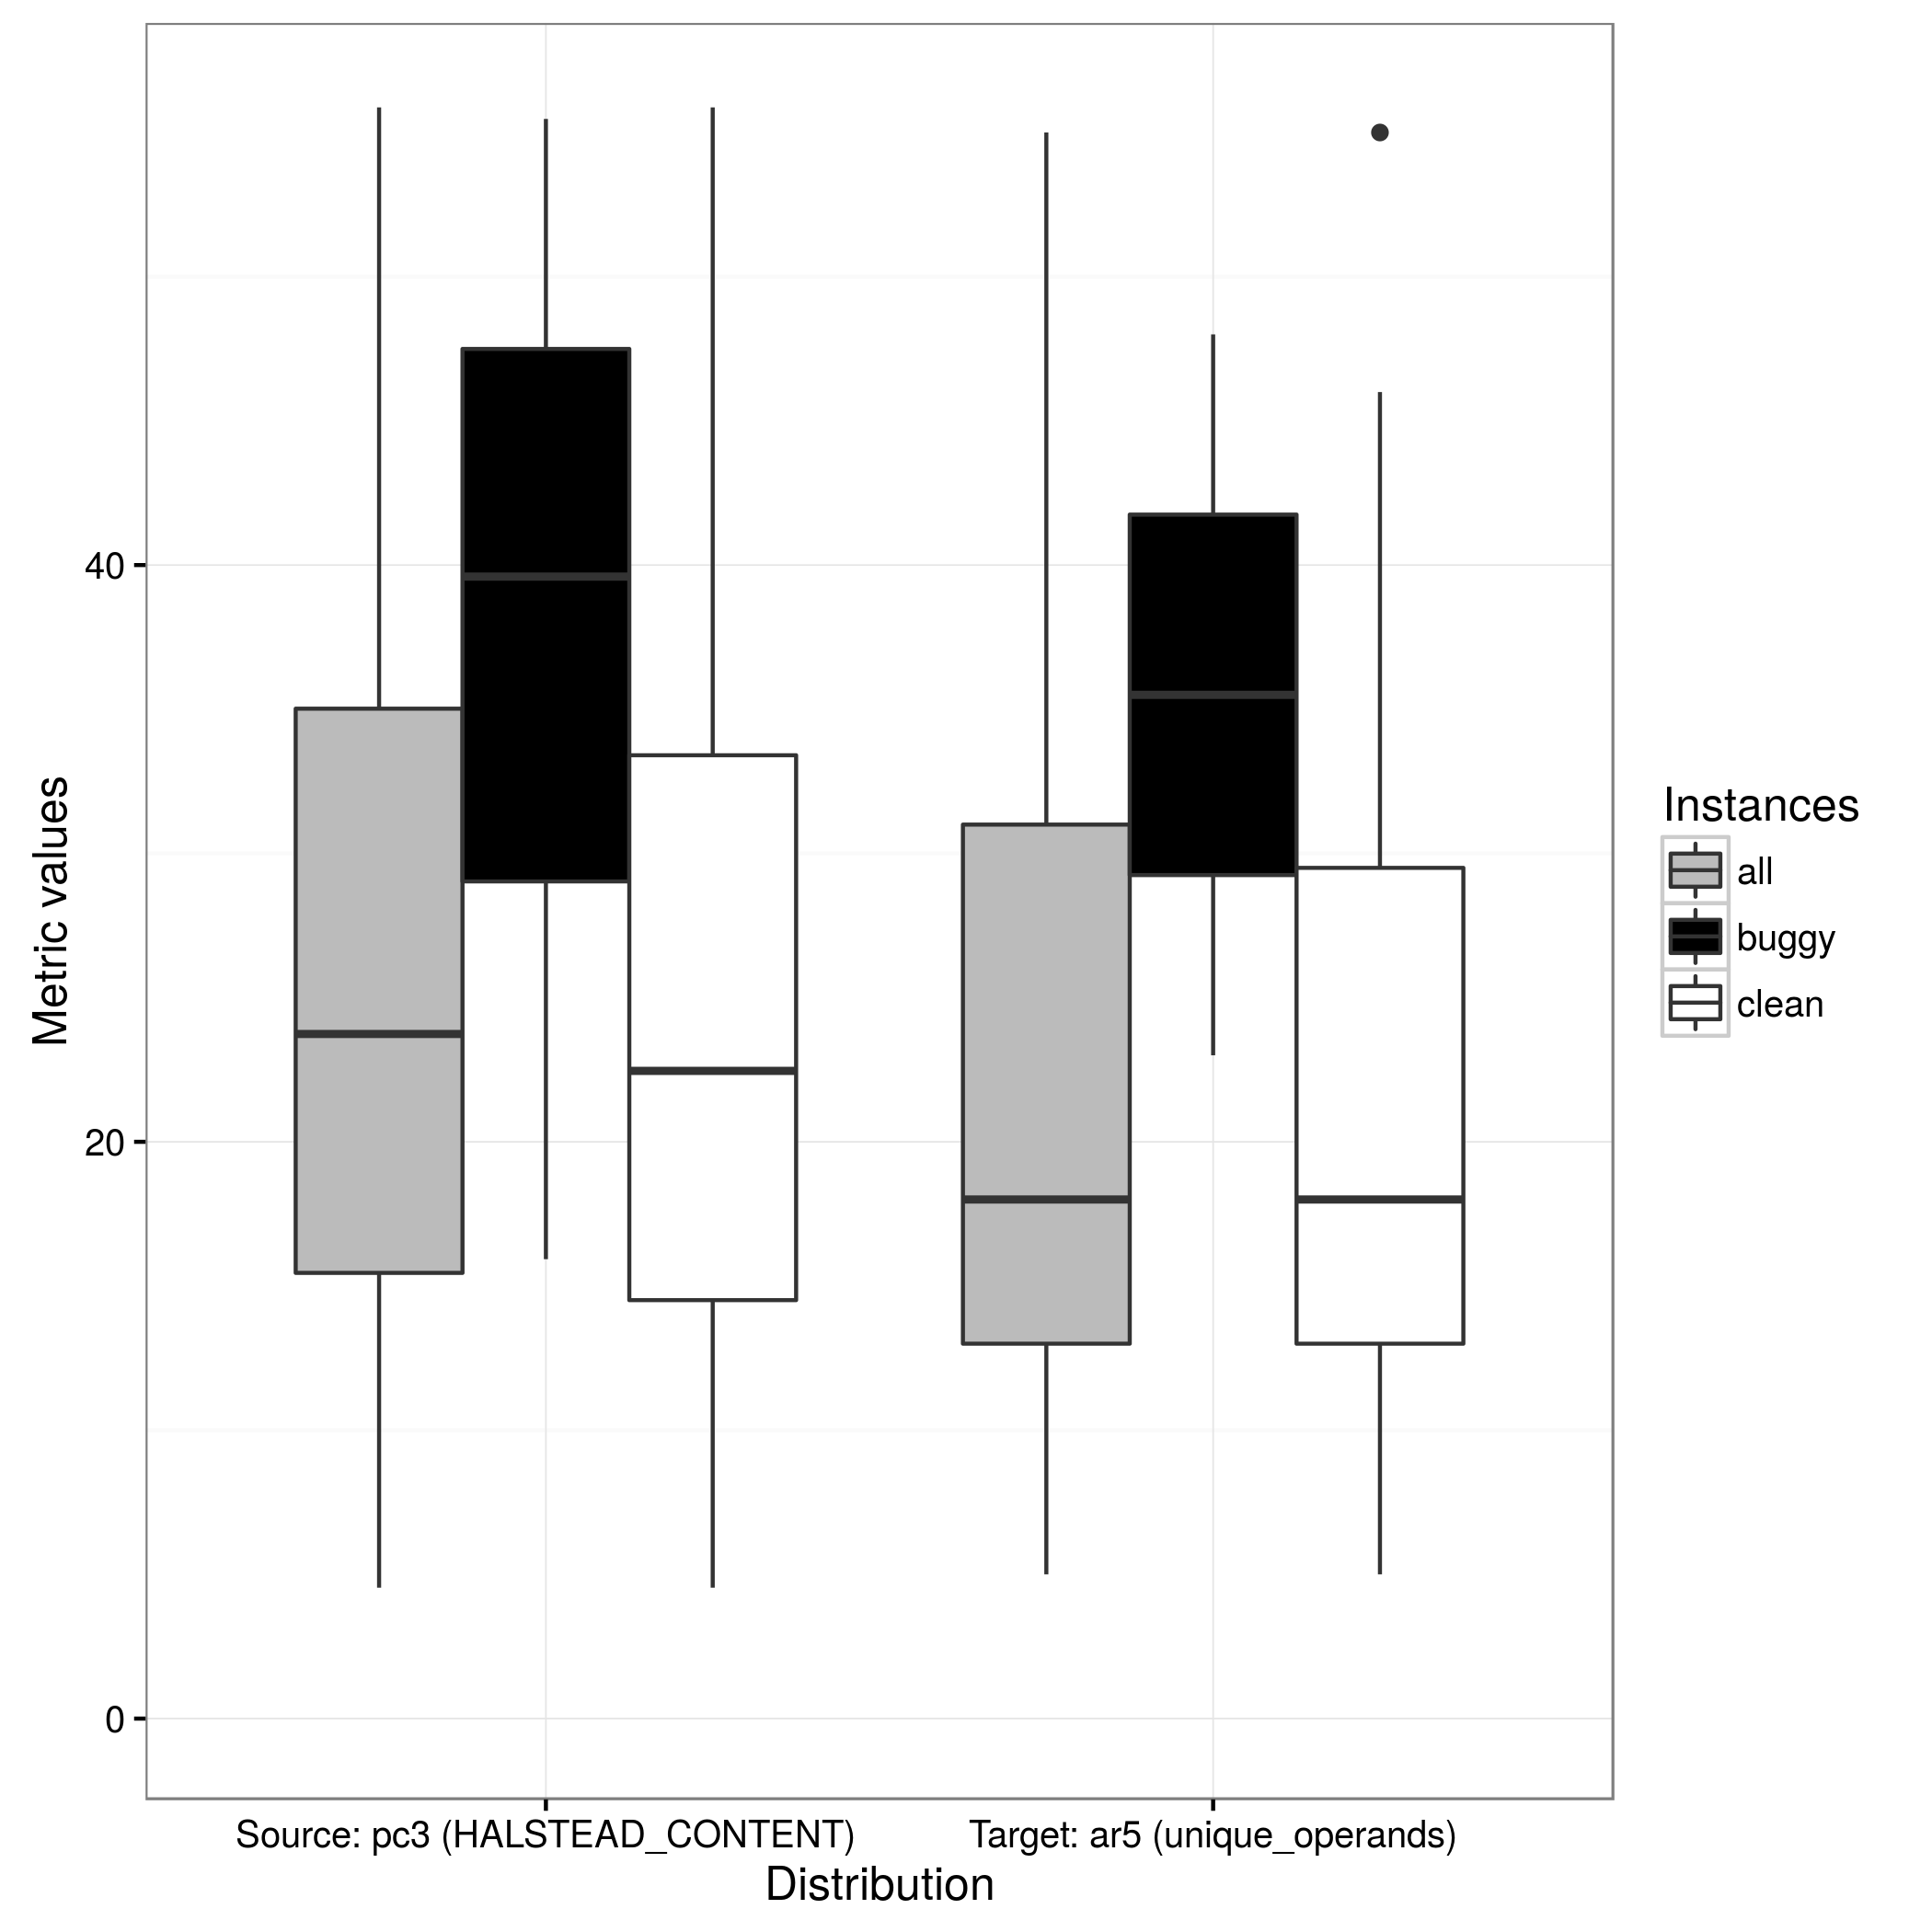 Metric values
40
20
0
Source: pc3 (HALSTEAD_CONTENT)
Target: ar5 (unique_operands)
Distribution
Instances
all
buggy
clean